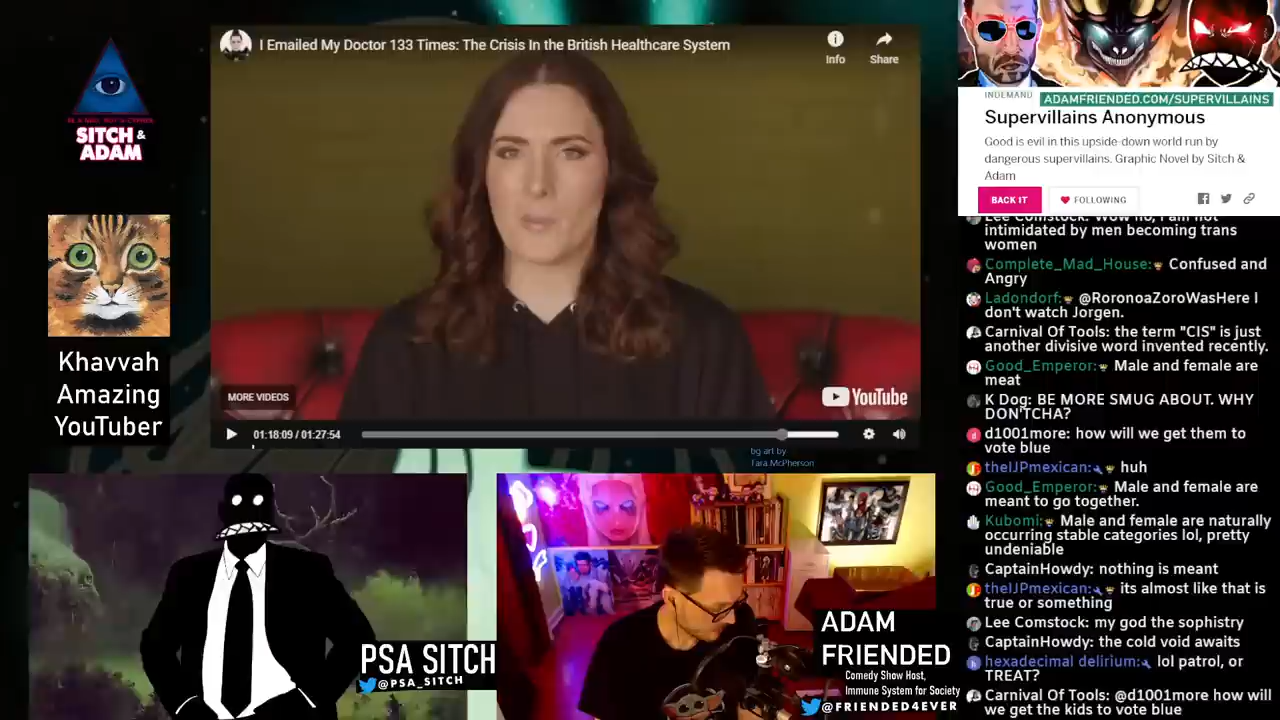 I Emailed My Doctor 133 Times: The Crisis In the British Healthcare System
Info
Share
SITCH &
ADAM
Khavvah
Amazing
YouTuber
MORE VIDEOS
YouTube
01:18:09 / 01:27:54
bg art by
Tara McPherson
PSA SITCH
@PSA_SITCH
ADAM
FRIENDED
Comedy Show Host,
Immune System for Society
@FRIENDED4EVER
INDEMAND
ADAMFRIENDED.COM/SUPERVILLAINS
Supervillains Anonymous
Good is evil in this upside-down world run by
dangerous supervillains. Graphic Novel by Sitch &
Adam
BACK IT
FOLLOWING
Lee Comstock: Wow no, I am not
intimidated by men becoming trans
women
Complete_Mad_House: Confused and
Angry
Ladondorf: @RoronoaZoroWasHere I
don't watch Jorgen.
Carnival Of Tools: the term "CIS" is just
another divisive word invented recently.
Good_Emperor: Male and female are
meat
K Dog: BE MORE SMUG ABOUT. WHY
DON'TCHA?
d1001more: how will we get them to
vote blue
theIJPmexican: huh
Good_Emperor: Male and female are
meant to go together.
Kubomi: Male and female are naturally
occurring stable categories lol, pretty
undeniable
CaptainHowdy: nothing is meant
theIJPmexican: its almost like that is
true or something
Lee Comstock: my god the sophistry
CaptainHowdy: the cold void awaits
hexadecimal delirium: lol patrol, or
TREAT?
Carnival Of Tools: @d1001more how will
we get the kids to vote blue